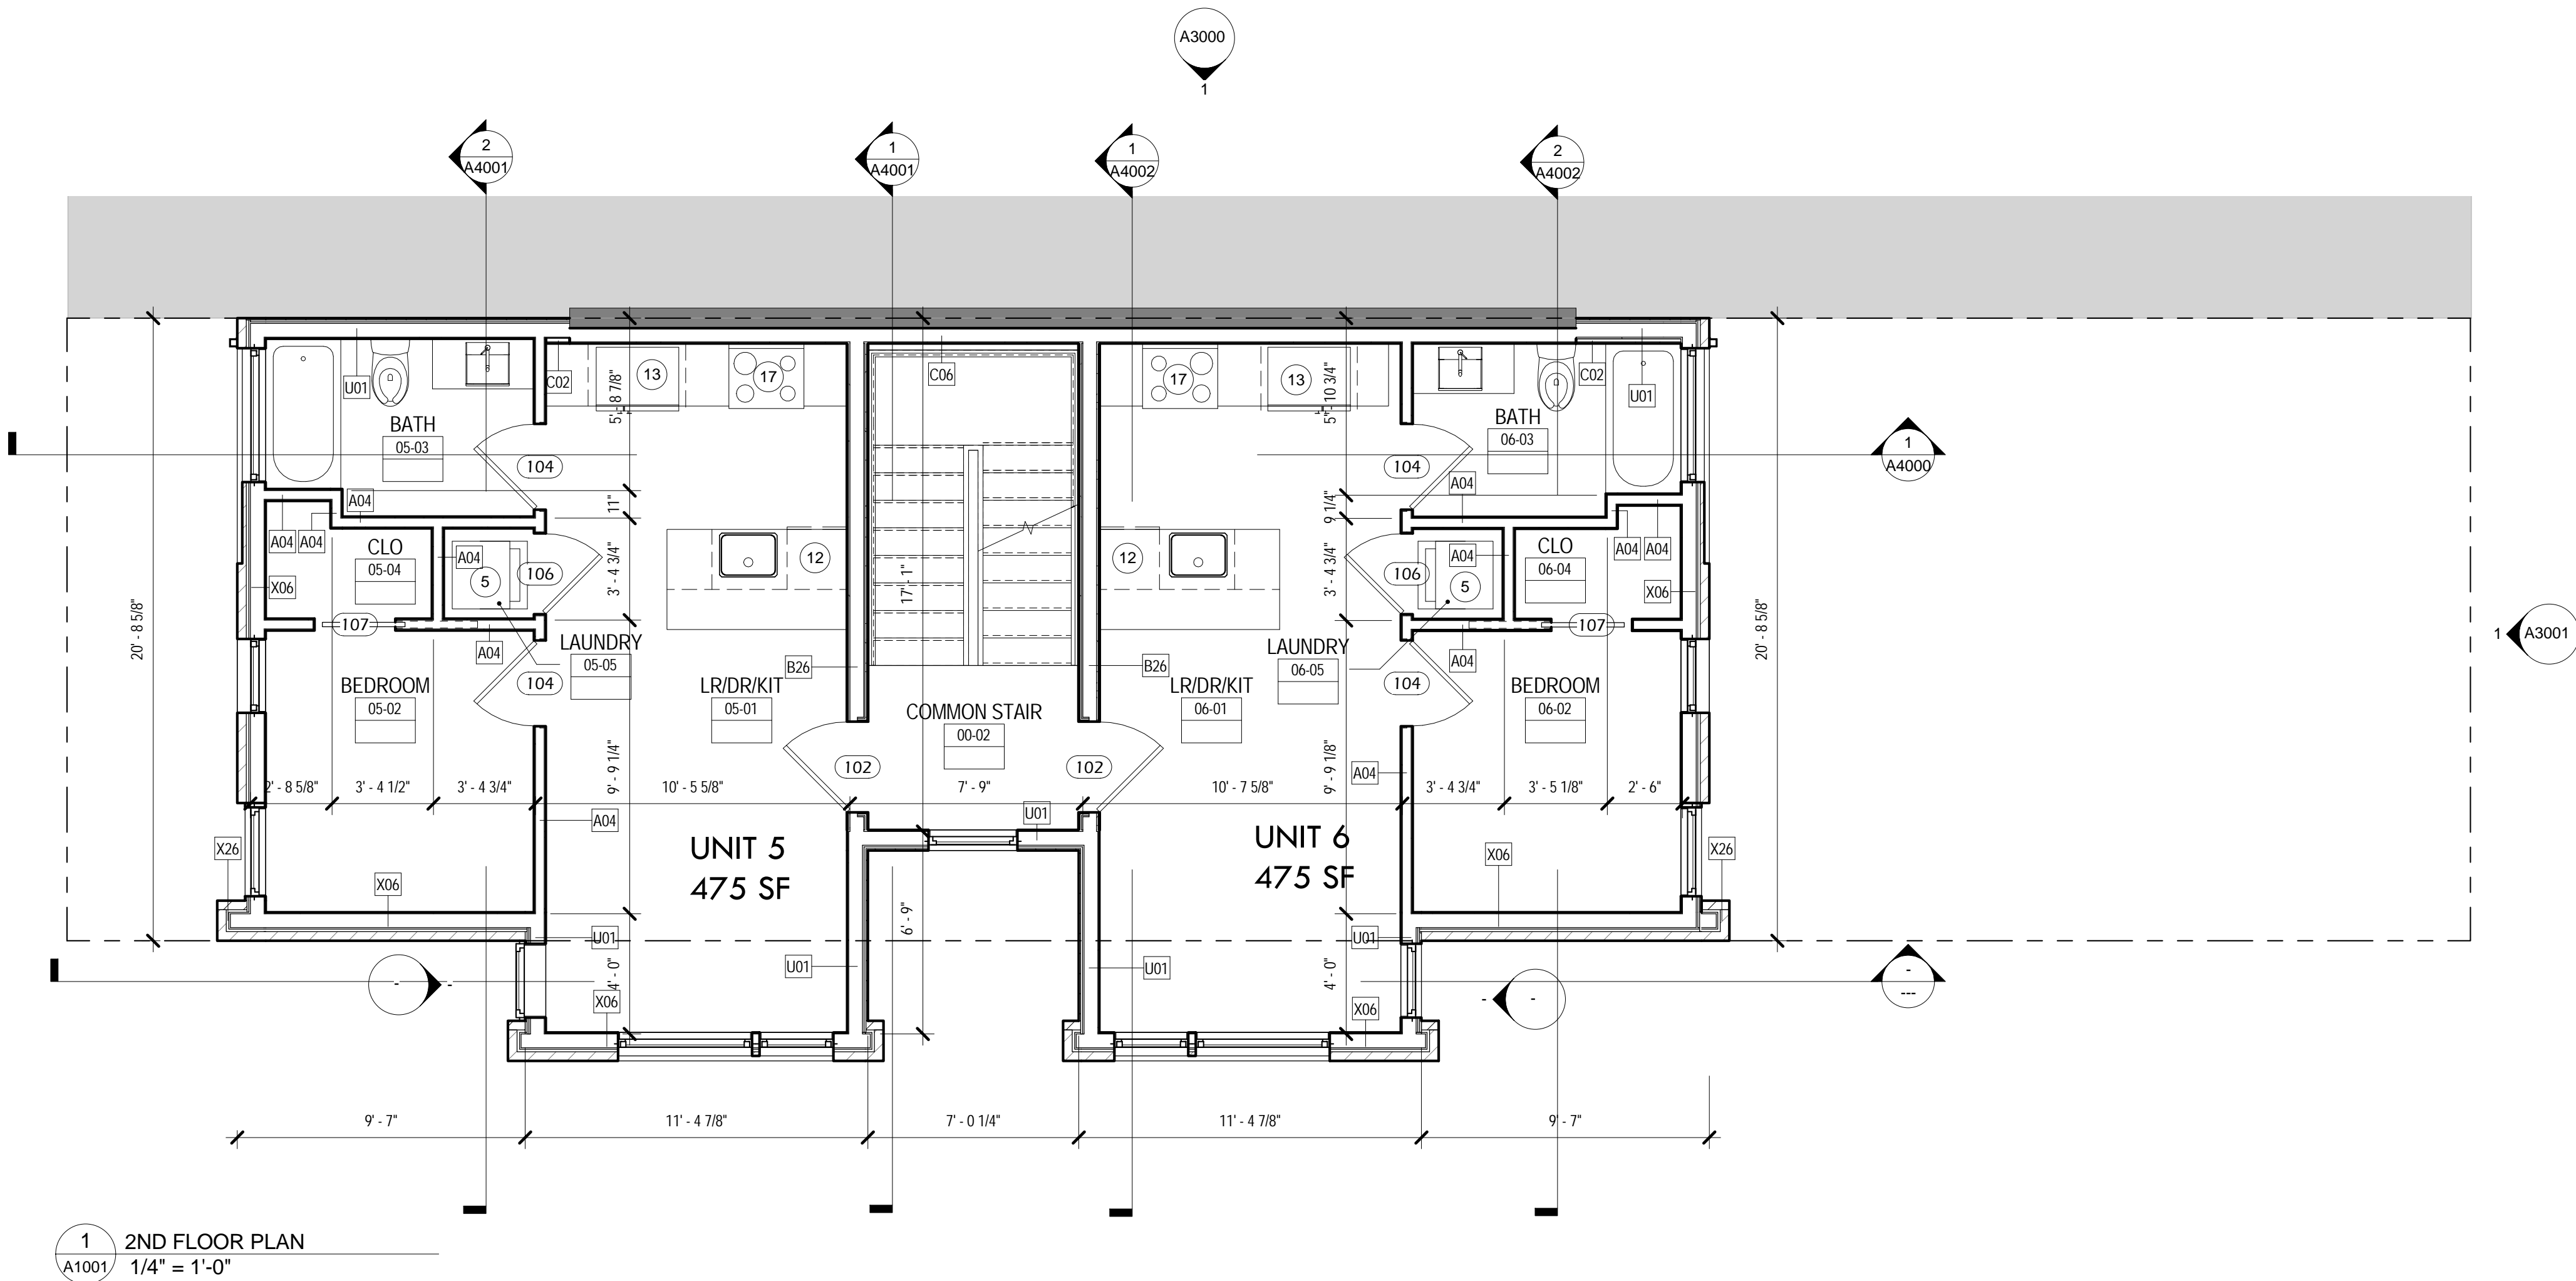 A3000
1
2
A4001
1
A4001
1
A4002
2
A4002
U01
C02
13
17
C06
17
13
C02
U01
5' - 8 7/8"
5' - 10 3/4"
BATH
05-03
BATH
06-03
104
104
1
A4000
A04
11"
9 1/4"
A04
A04
A04
CLO
05-04
A04
5
106
12
12
106
A04
5
CLO
06-04
A04
A04
X06
X06
3' - 4 3/4"
17' - 1"
3' - 4 3/4"
107
107
20' - 8 5/8"
20' - 8 5/8"
1
A3001
A04
LAUNDRY
05-05
B26
B26
LAUNDRY
06-05
A04
BEDROOM
05-02
104
LR/DR/KIT
05-01
COMMON STAIR
00-02
LR/DR/KIT
06-01
104
BEDROOM
06-02
102
102
A04
9' - 9 1/4"
9' - 9 1/8"
2' - 8 5/8"
3' - 4 1/2"
3' - 4 3/4"
10' - 5 5/8"
7' - 9"
10' - 7 5/8"
3' - 4 3/4"
3' - 5 1/8"
2' - 6"
A04
U01
UNIT 5
475 SF
UNIT 6
475 SF
X26
X06
X06
X26
6' - 9"
U01
U01
U01
U01
4' - 0"
4' - 0"
-
-
-
-
-
---
X06
X06
9' - 7"
11' - 4 7/8"
7' - 0 1/4"
11' - 4 7/8"
9' - 7"
1
A1001
2ND FLOOR PLAN
1/4" = 1'-0"